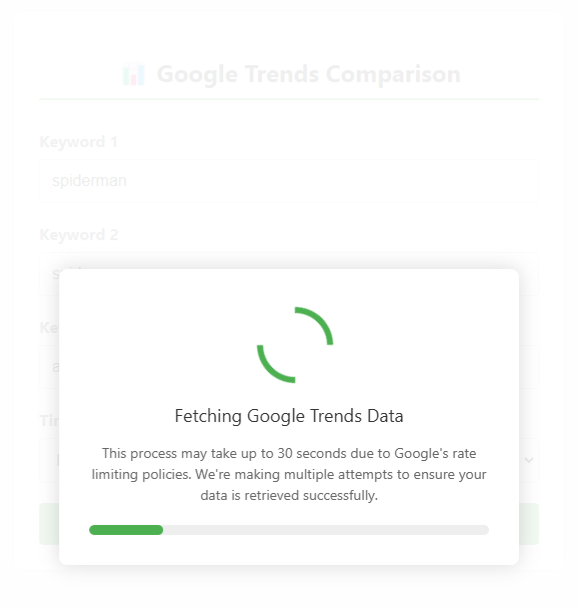 Google Trends Comparison
Keyword 1
spiderman
Keyword 2
Fetching Google Trends Data
This process may take up to 30 seconds due to Google's rate
limiting policies. We're making multiple attempts to ensure your
data is retrieved successfully.